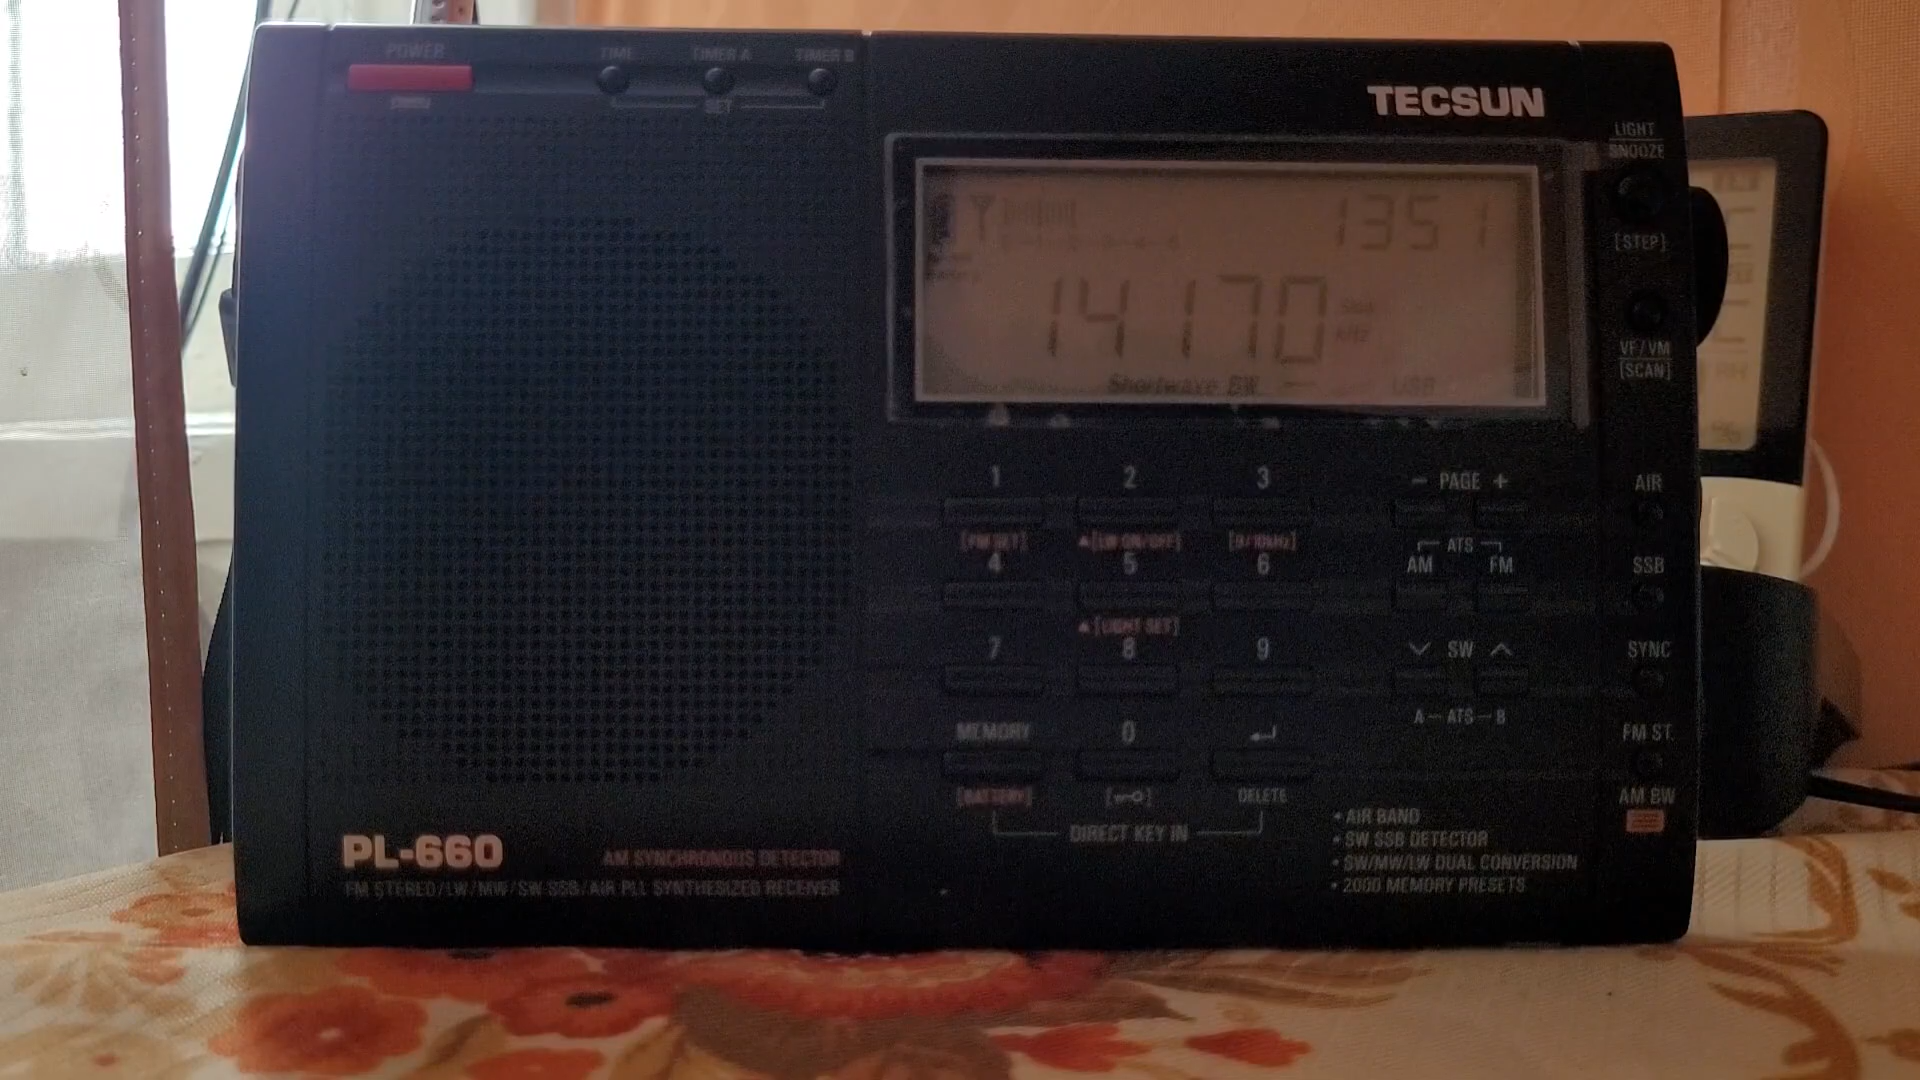 POWER
TIME
TIMER A
TIMER B
SET
TECSUN
LIGHT
SNOOZE
1351
[STEP]
14170
kHz
Shortwave BW
USB
VF/VM
[SCAN]
1
2
3
- PAGE +
AIR
[FM SET]
[LW ON/OFF]
[9/10kHz]
ATS
4
5
6
AM
FM
SSB
[LIGHT SET]
7
8
9
SW
SYNC
A - ATS - B
MEMORY
0
FM ST.
[BATTERY]
DELETE
AM BW
DIRECT KEY IN
• AIR BAND
• SW SSB DETECTOR
• SW/MW/LW DUAL CONVERSION
• 2000 MEMORY PRESETS
PL-660
AM SYNCHRONOUS DETECTOR
FM STEREO/LW/MW/SW SSB/AIR PLL SYNTHESIZED RECEIVER